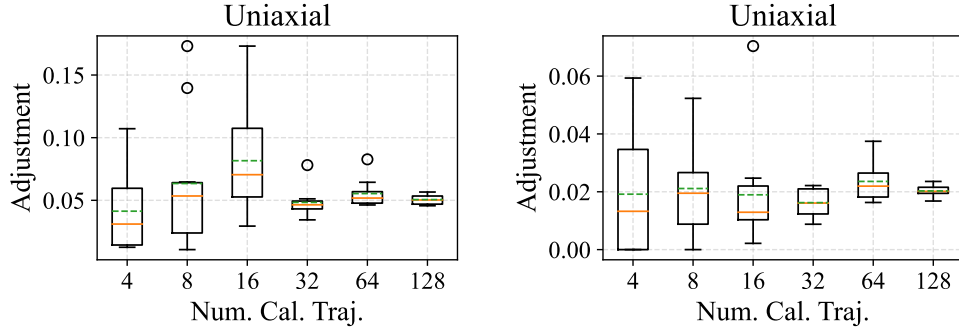 Uniaxial
Adjustment
0.15
0.10
0.05
4 8 16 32 64 128
Num. Cal. Traj.
Uniaxial
Adjustment
0.06
0.04
0.02
0.00
4 8 16 32 64 128
Num. Cal. Traj.